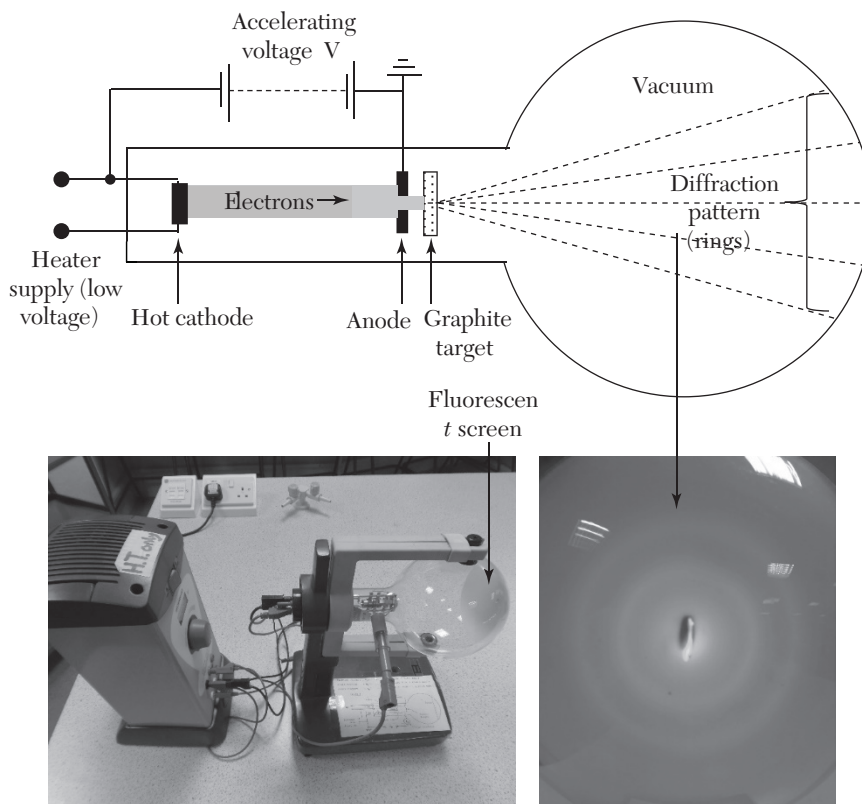 Accelerating
voltage V
Vacuum
Electrons
Diffraction
pattern
(rings)
Heater
supply (low
voltage)
Hot cathode
Anode
Graphite
target
Fluorescen
t screen
H.T. only